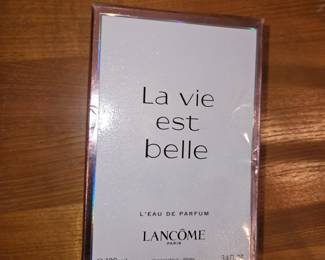 La vie
est
belle
L'EAU DE PARFUM
LANCÔME
PARIS